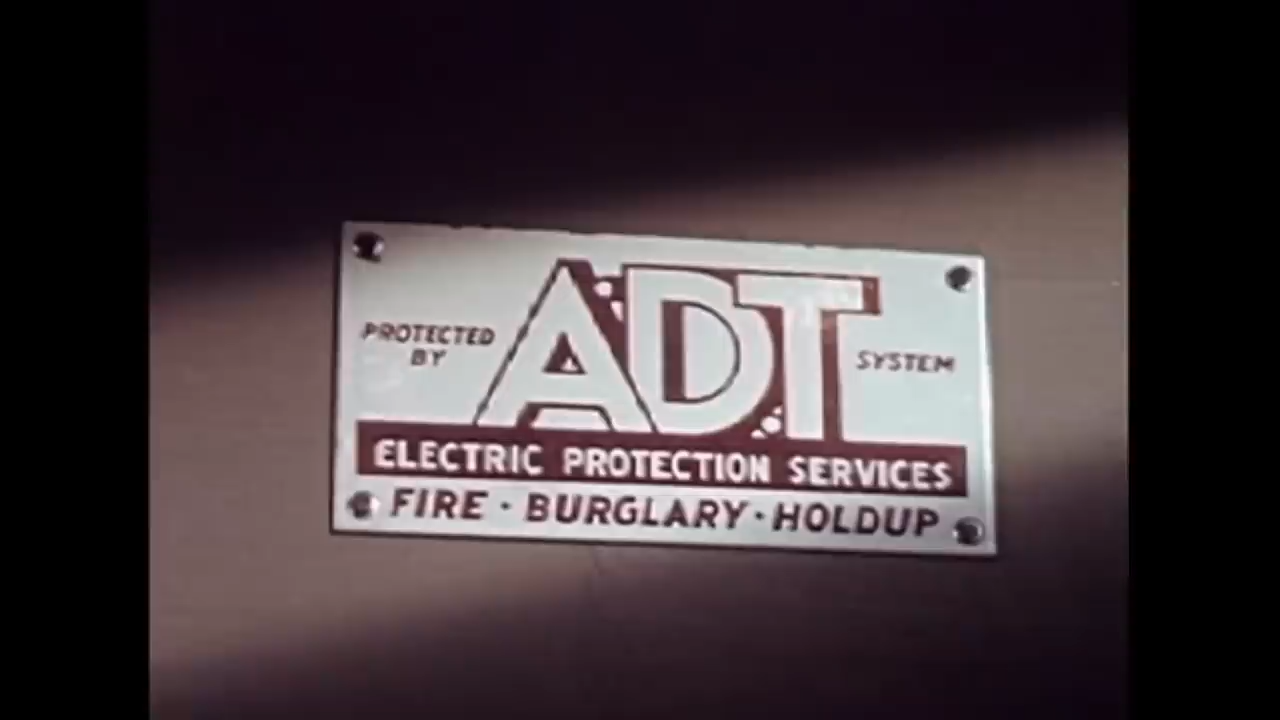 PROTECTED
BY
ADT
SYSTEM
ELECTRIC PROTECTION SERVICES
FIRE · BURGLARY · HOLDUP